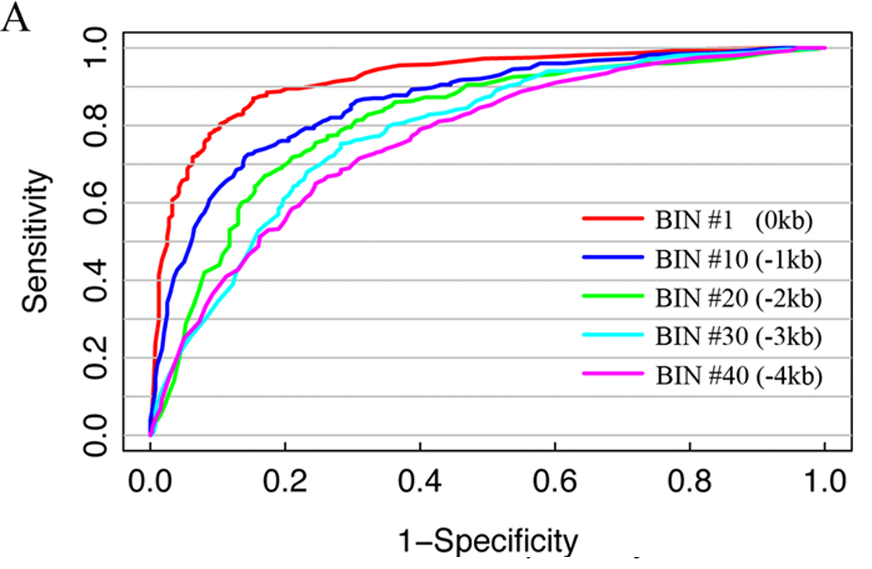 A
1.0
0.8
0.6
0.4
0.2
0.0
Sensitivity
BIN #1 (0kb)
BIN #10 (-1kb)
BIN #20 (-2kb)
BIN #30 (-3kb)
BIN #40 (-4kb)
0.0 0.2 0.4 0.6 0.8 1.0
1−Specificity